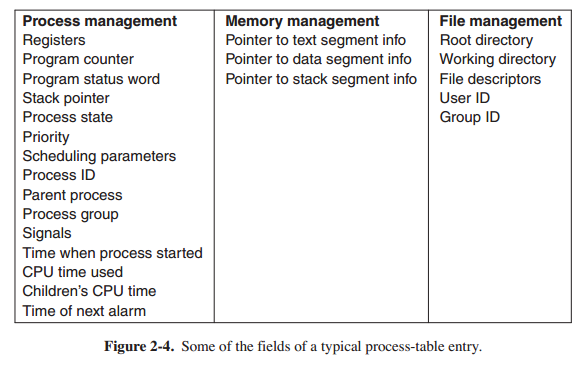 Process management
Registers
Program counter
Program status word
Stack pointer
Process state
Priority
Scheduling parameters
Process ID
Parent process
Process group
Signals
Time when process started
CPU time used
Children's CPU time
Time of next alarm
Memory management
Pointer to text segment info
Pointer to data segment info
Pointer to stack segment info
File management
Root directory
Working directory
File descriptors
User ID
Group ID
Figure 2-4. Some of the fields of a typical process-table entry.